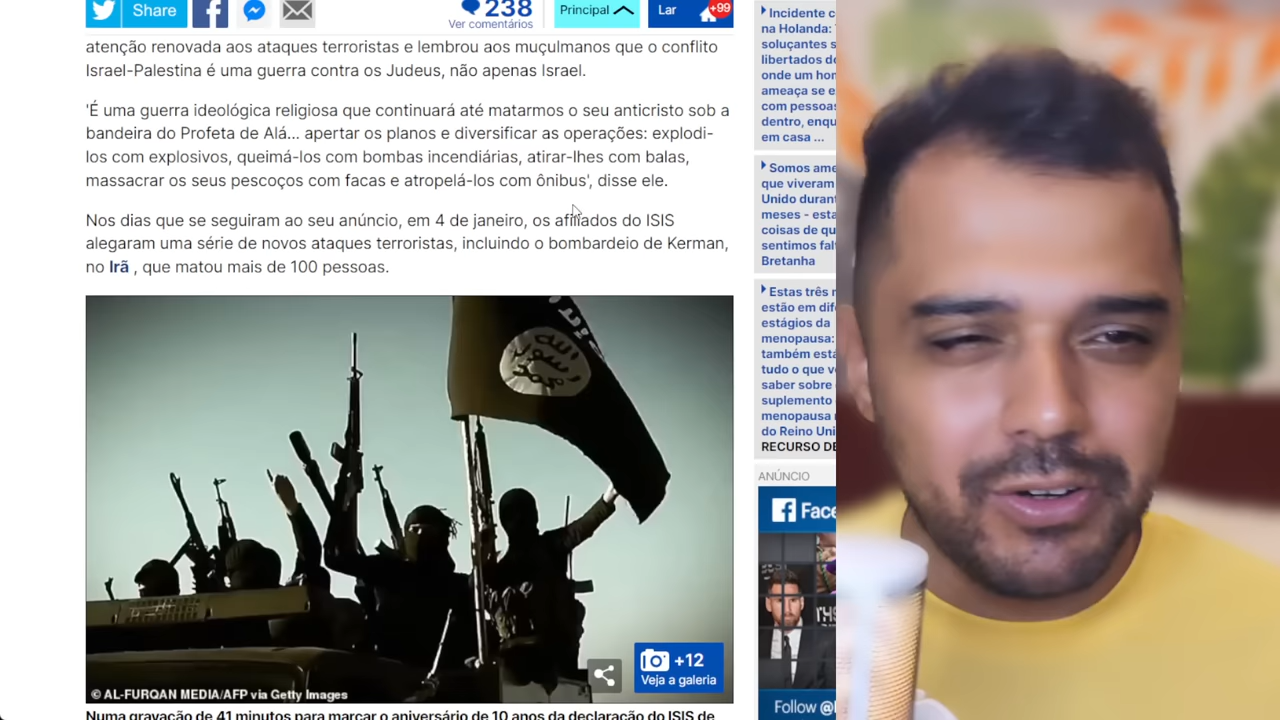 Share
238
Ver comentários
Principal
Lar
+99
atenção renovada aos ataques terroristas e lembrou aos muçulmanos que o conflito
Israel-Palestina é uma guerra contra os Judeus, não apenas Israel.
'É uma guerra ideológica religiosa que continuará até matarmos o seu anticristo sob a
bandeira do Profeta de Alá... apertar os planos e diversificar as operações: explodi-
los com explosivos, queimá-los com bombas incendiárias, atirar-lhes com balas,
massacrar os seus pescoços com facas e atropelá-los com ônibus', disse ele.
Nos dias que se seguiram ao seu anúncio, em 4 de janeiro, os afiliados do ISIS
alegaram uma série de novos ataques terroristas, incluindo o bombardeio de Kerman,
no Irã , que matou mais de 100 pessoas.
الله
رسول
محمد
+12
Veja a galeria
© AL-FURQAN MEDIA/AFP via Getty Images
Numa gravação de 41 minutos para marcar o aniversário de 10 anos da declaração do ISIS de
Incidente
na Holanda:
soluçantes
libertados
onde um
ameaça se
com pessoas
dentro,
em casa ...
Somos
que viveram
Unido
meses -
coisas de
sentimos
Bretanha
Estas três
estão em
estágios da
menopausa:
também
tudo o que
saber sobre
suplemento
menopausa
do Reino
RECURSO
ANÚNCIO
Face
Follow